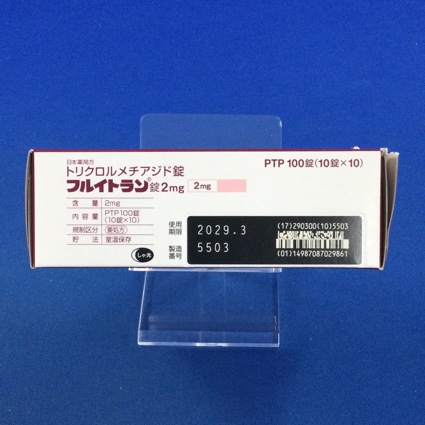 日本薬局方
トリクロルメチアジド錠
フルイトラン®錠2mg 2mg
PTP 100錠(10錠×10)
含量 2mg
内容量 PTP100錠
(10錠×10)
規制区分 要処方
貯法 室温保存
しゃ光
使用
期限 2029.3
製造
番号 5503
(17)290300(10)5503
(01)14987087029861